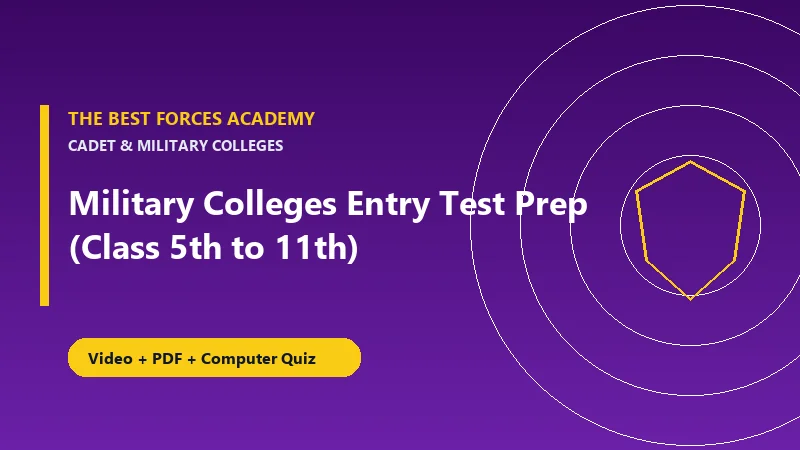 THE BEST FORCES ACADEMY
CADET & MILITARY COLLEGES
Military Colleges Entry Test Prep
(Class 5th to 11th)
Video + PDF + Computer Quiz